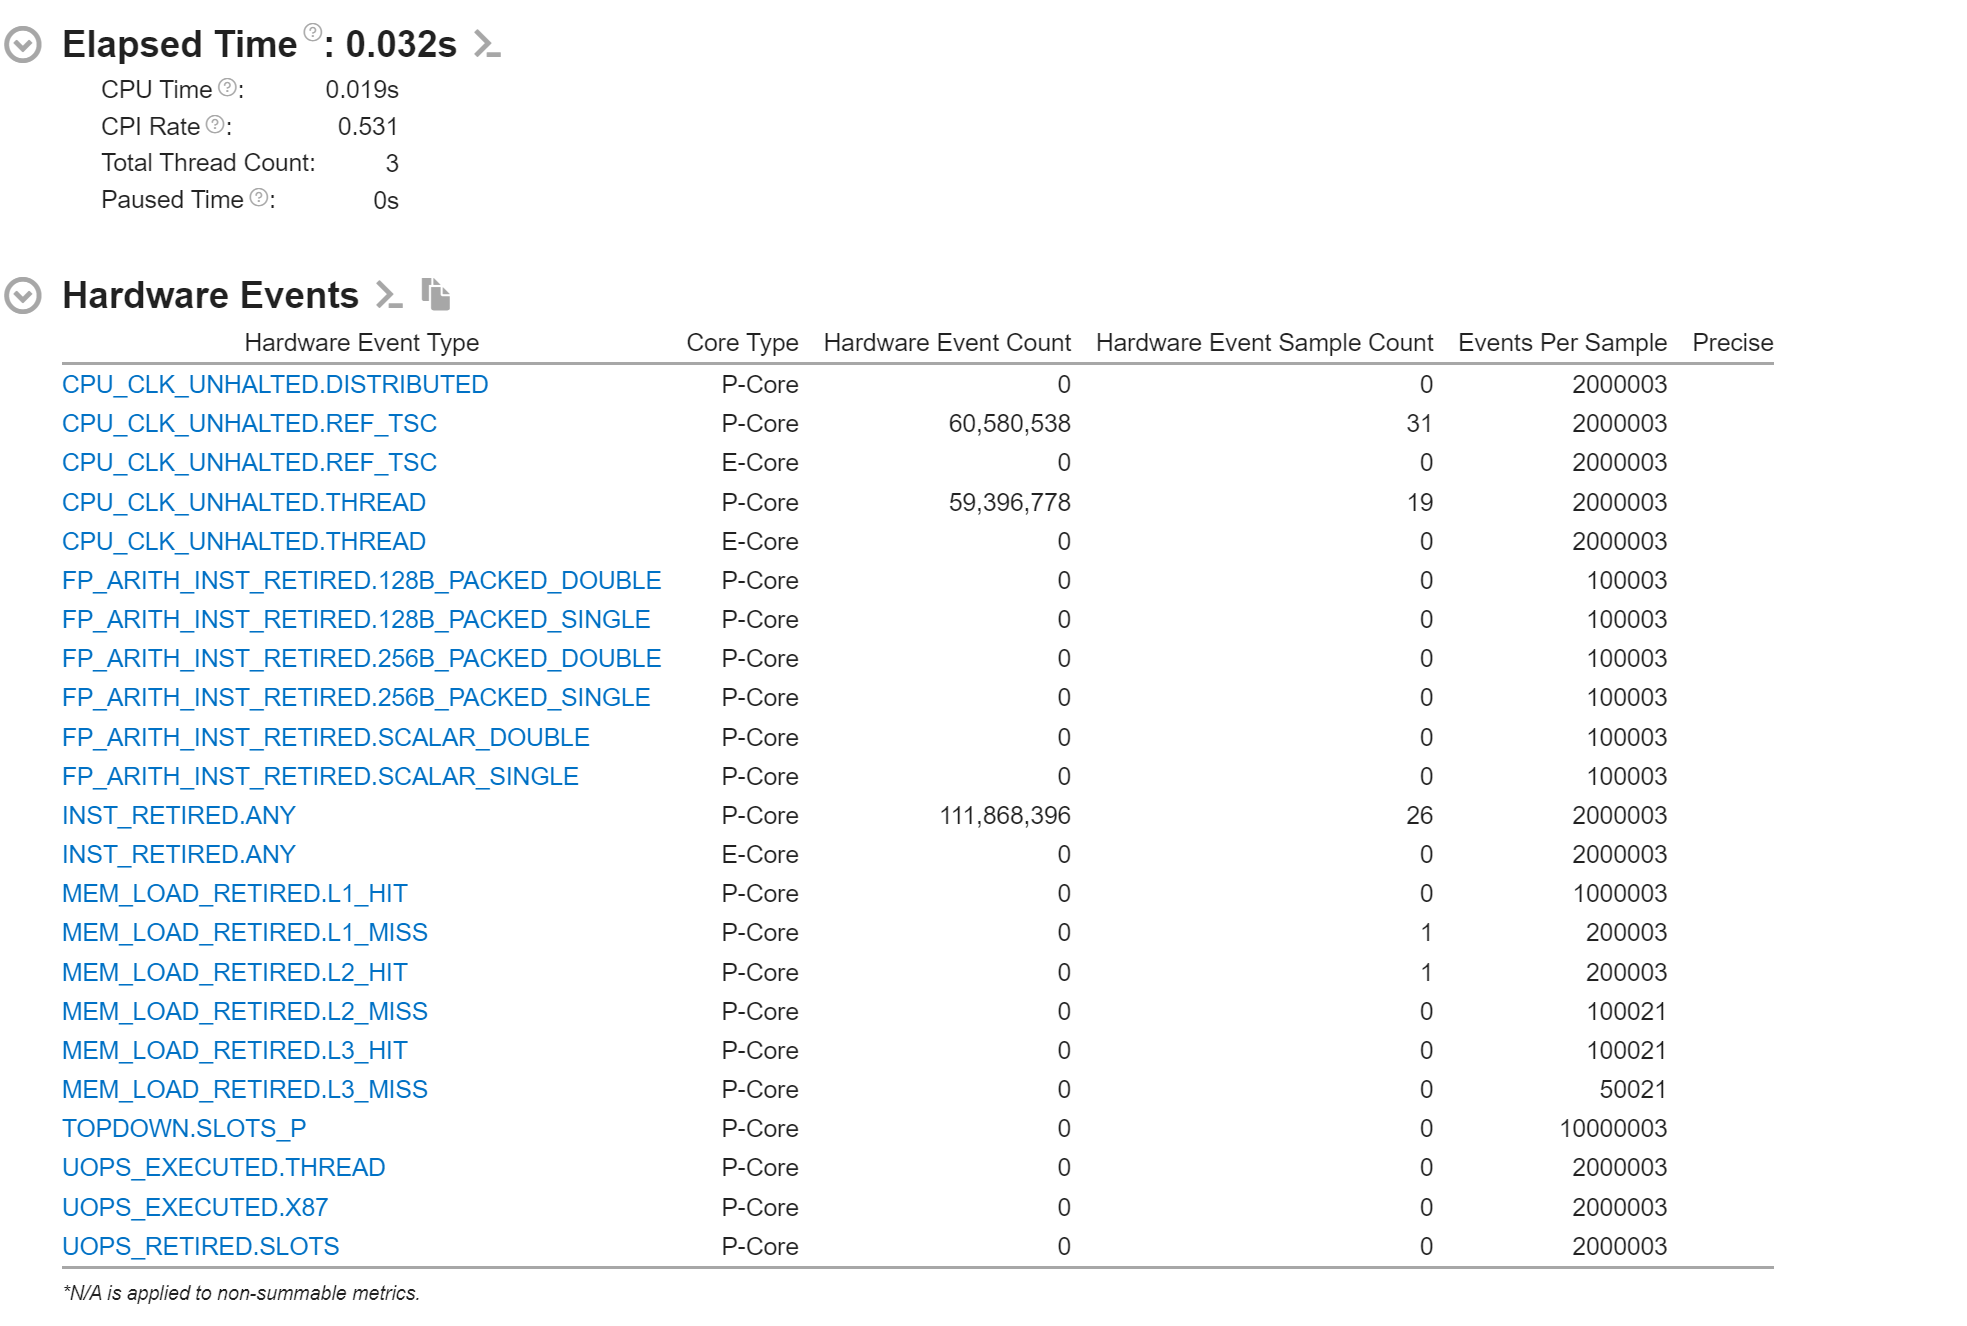 Elapsed Time ?: 0.032s
CPU Time ?: 0.019s
CPI Rate ?: 0.531
Total Thread Count: 3
Paused Time ?: 0s
Hardware Events
Hardware Event Type Core Type Hardware Event Count Hardware Event Sample Count Events Per Sample Precise
CPU_CLK_UNHALTED.DISTRIBUTED P-Core 0 0 2000003
CPU_CLK_UNHALTED.REF_TSC P-Core 60,580,538 31 2000003
CPU_CLK_UNHALTED.REF_TSC E-Core 0 0 2000003
CPU_CLK_UNHALTED.THREAD P-Core 59,396,778 19 2000003
CPU_CLK_UNHALTED.THREAD E-Core 0 0 2000003
FP_ARITH_INST_RETIRED.128B_PACKED_DOUBLE P-Core 0 0 100003
FP_ARITH_INST_RETIRED.128B_PACKED_SINGLE P-Core 0 0 100003
FP_ARITH_INST_RETIRED.256B_PACKED_DOUBLE P-Core 0 0 100003
FP_ARITH_INST_RETIRED.256B_PACKED_SINGLE P-Core 0 0 100003
FP_ARITH_INST_RETIRED.SCALAR_DOUBLE P-Core 0 0 100003
FP_ARITH_INST_RETIRED.SCALAR_SINGLE P-Core 0 0 100003
INST_RETIRED.ANY P-Core 111,868,396 26 2000003
INST_RETIRED.ANY E-Core 0 0 2000003
MEM_LOAD_RETIRED.L1_HIT P-Core 0 0 1000003
MEM_LOAD_RETIRED.L1_MISS P-Core 0 1 200003
MEM_LOAD_RETIRED.L2_HIT P-Core 0 1 200003
MEM_LOAD_RETIRED.L2_MISS P-Core 0 0 100021
MEM_LOAD_RETIRED.L3_HIT P-Core 0 0 100021
MEM_LOAD_RETIRED.L3_MISS P-Core 0 0 50021
TOPDOWN.SLOTS_P P-Core 0 0 10000003
UOPS_EXECUTED.THREAD P-Core 0 0 2000003
UOPS_EXECUTED.X87 P-Core 0 0 2000003
UOPS_RETIRED.SLOTS P-Core 0 0 2000003
*N/A is applied to non-summable metrics.